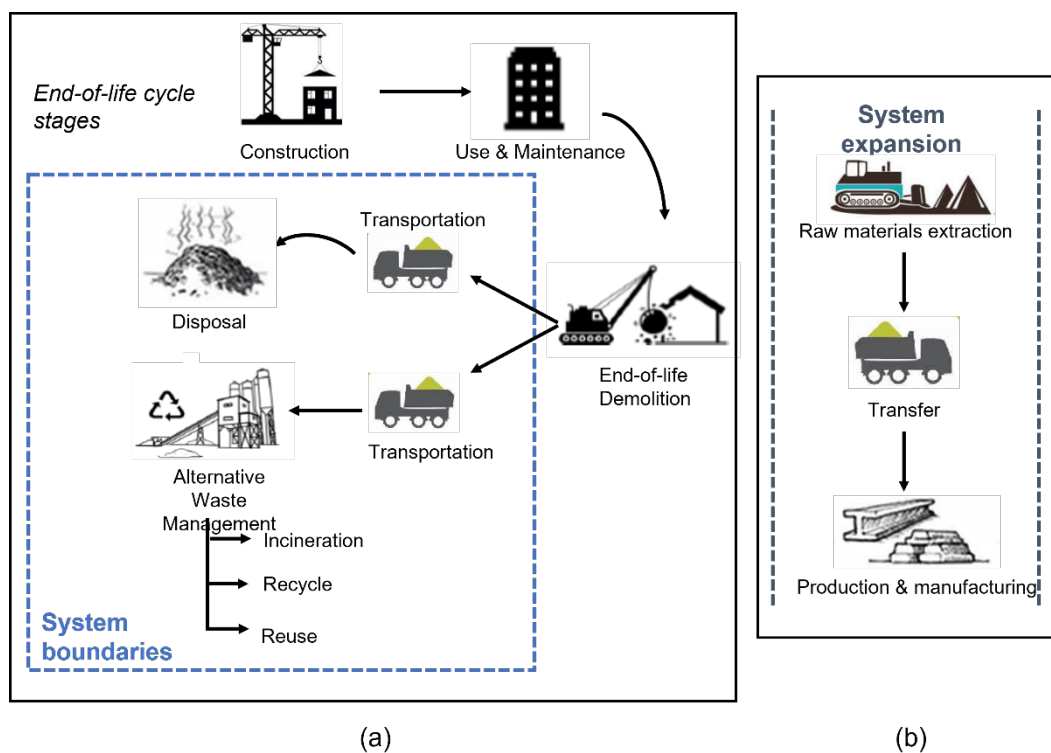 End-of-life cycle
stages
Construction
Use & Maintenance
Transportation
Disposal
End-of-life
Demolition
Transportation
Alternative
Waste
Management
Incineration
Recycle
Reuse
System
boundaries
(a)
System
expansion
Raw materials extraction
Transfer
Production & manufacturing
(b)